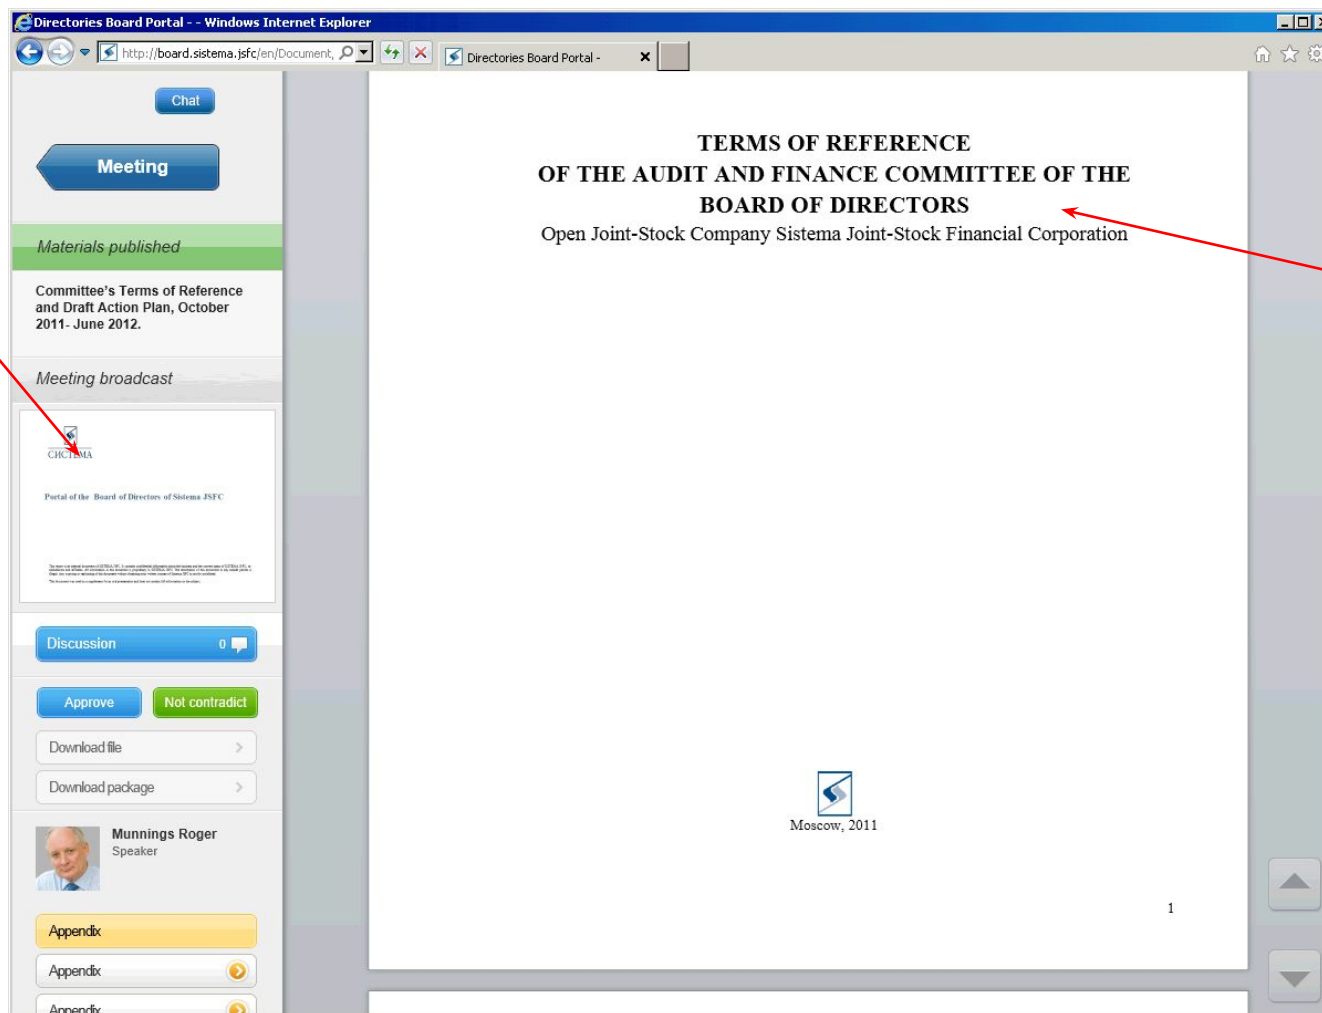 Directories Board Portal - - Windows Internet Explorer
http://board.sistema.jsfc/en/Document,
Directories Board Portal -
Chat
Meeting
Materials published
Committee's Terms of Reference
and Draft Action Plan, October
2011- June 2012.
Meeting broadcast
СИСТЕМА
Portal of the Board of Directors of Sistema JSFC
Discussion 0
Approve Not contradict
Download file
Download package
Munnings Roger
Speaker
Appendix
Appendix
Appendix
TERMS OF REFERENCE
OF THE AUDIT AND FINANCE COMMITTEE OF THE
BOARD OF DIRECTORS
Open Joint-Stock Company Sistema Joint-Stock Financial Corporation
Moscow, 2011
1